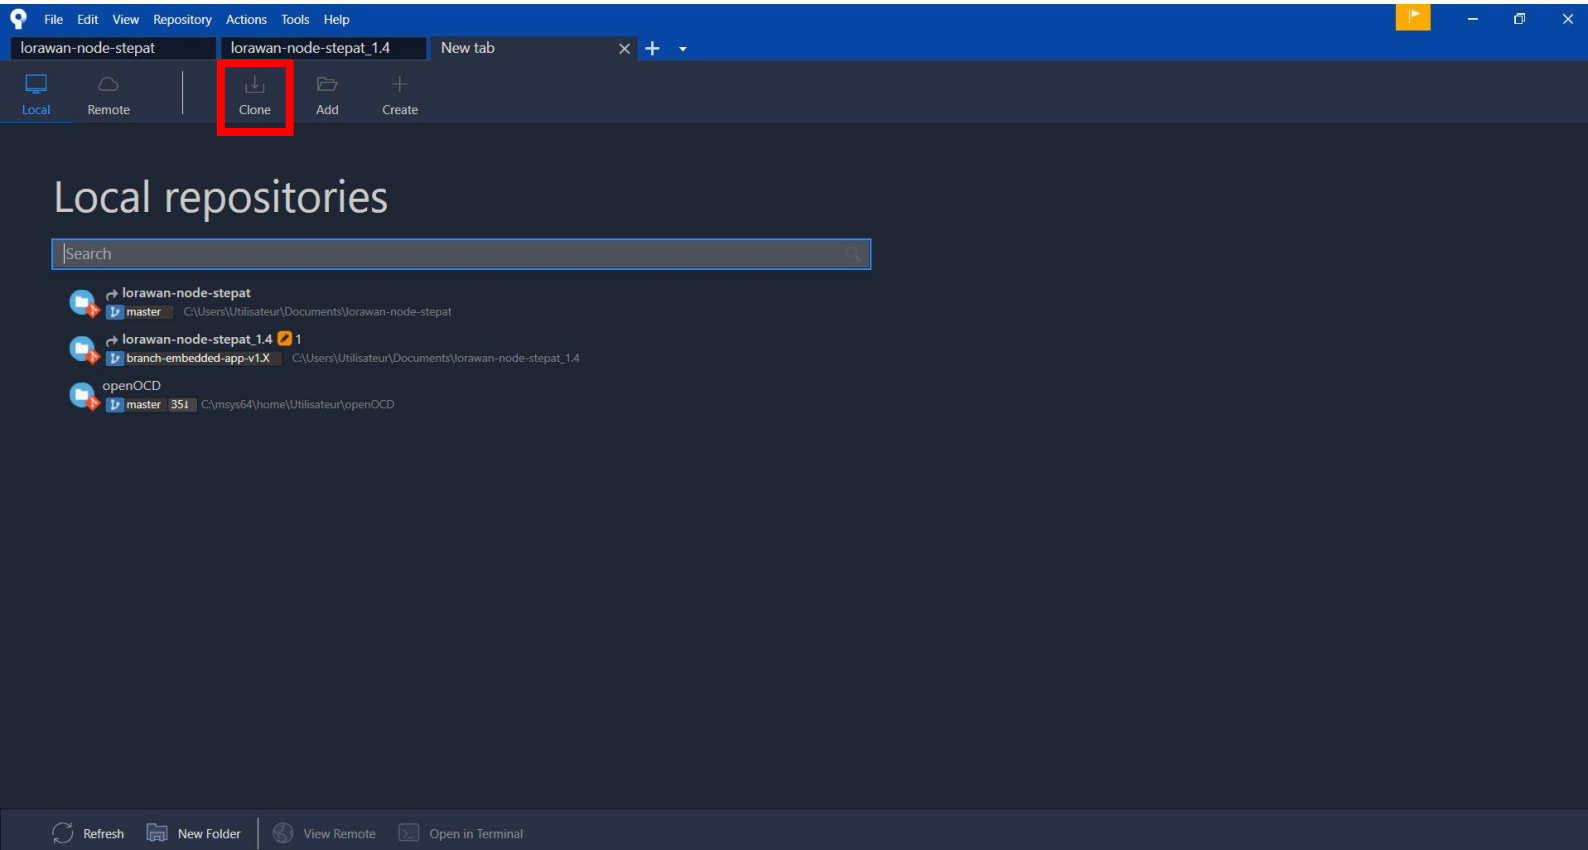 File Edit View Repository Actions Tools Help
lorawan-node-stepat lorawan-node-stepat_1.4 New tab
Local Remote Clone Add Create
Local repositories
Search
lorawan-node-stepat
master C:\Users\Utilisateur\Documents\lorawan-node-stepat
lorawan-node-stepat_1.4 1
branch-embedded-app-v1.X C:\Users\Utilisateur\Documents\lorawan-node-stepat_1.4
openOCD
master 35↓ C:\msys64\home\Utilisateur\openOCD
Refresh New Folder View Remote Open in Terminal